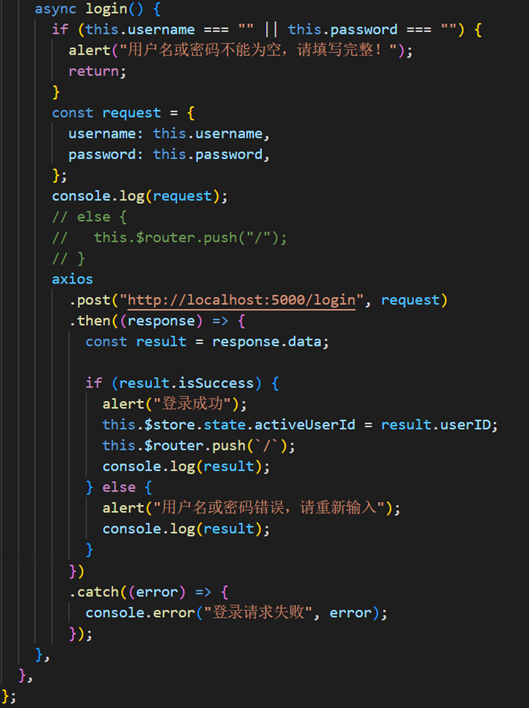 async login() {
if (this.username === "" || this.password === "") {
alert("用户名或密码不能为空，请填写完整！");
return;
}
const request = {
username: this.username,
password: this.password,
};
console.log(request);
// else {
//   this.$router.push("/");
// }
axios
.post("http://localhost:5000/login", request)
.then((response) => {
const result = response.data;
if (result.isSuccess) {
alert("登录成功");
this.$store.state.activeUserId = result.userID;
this.$router.push(`/`);
console.log(result);
} else {
alert("用户名或密码错误，请重新输入");
console.log(result);
}
})
.catch((error) => {
console.error("登录请求失败", error);
});
},
},
};